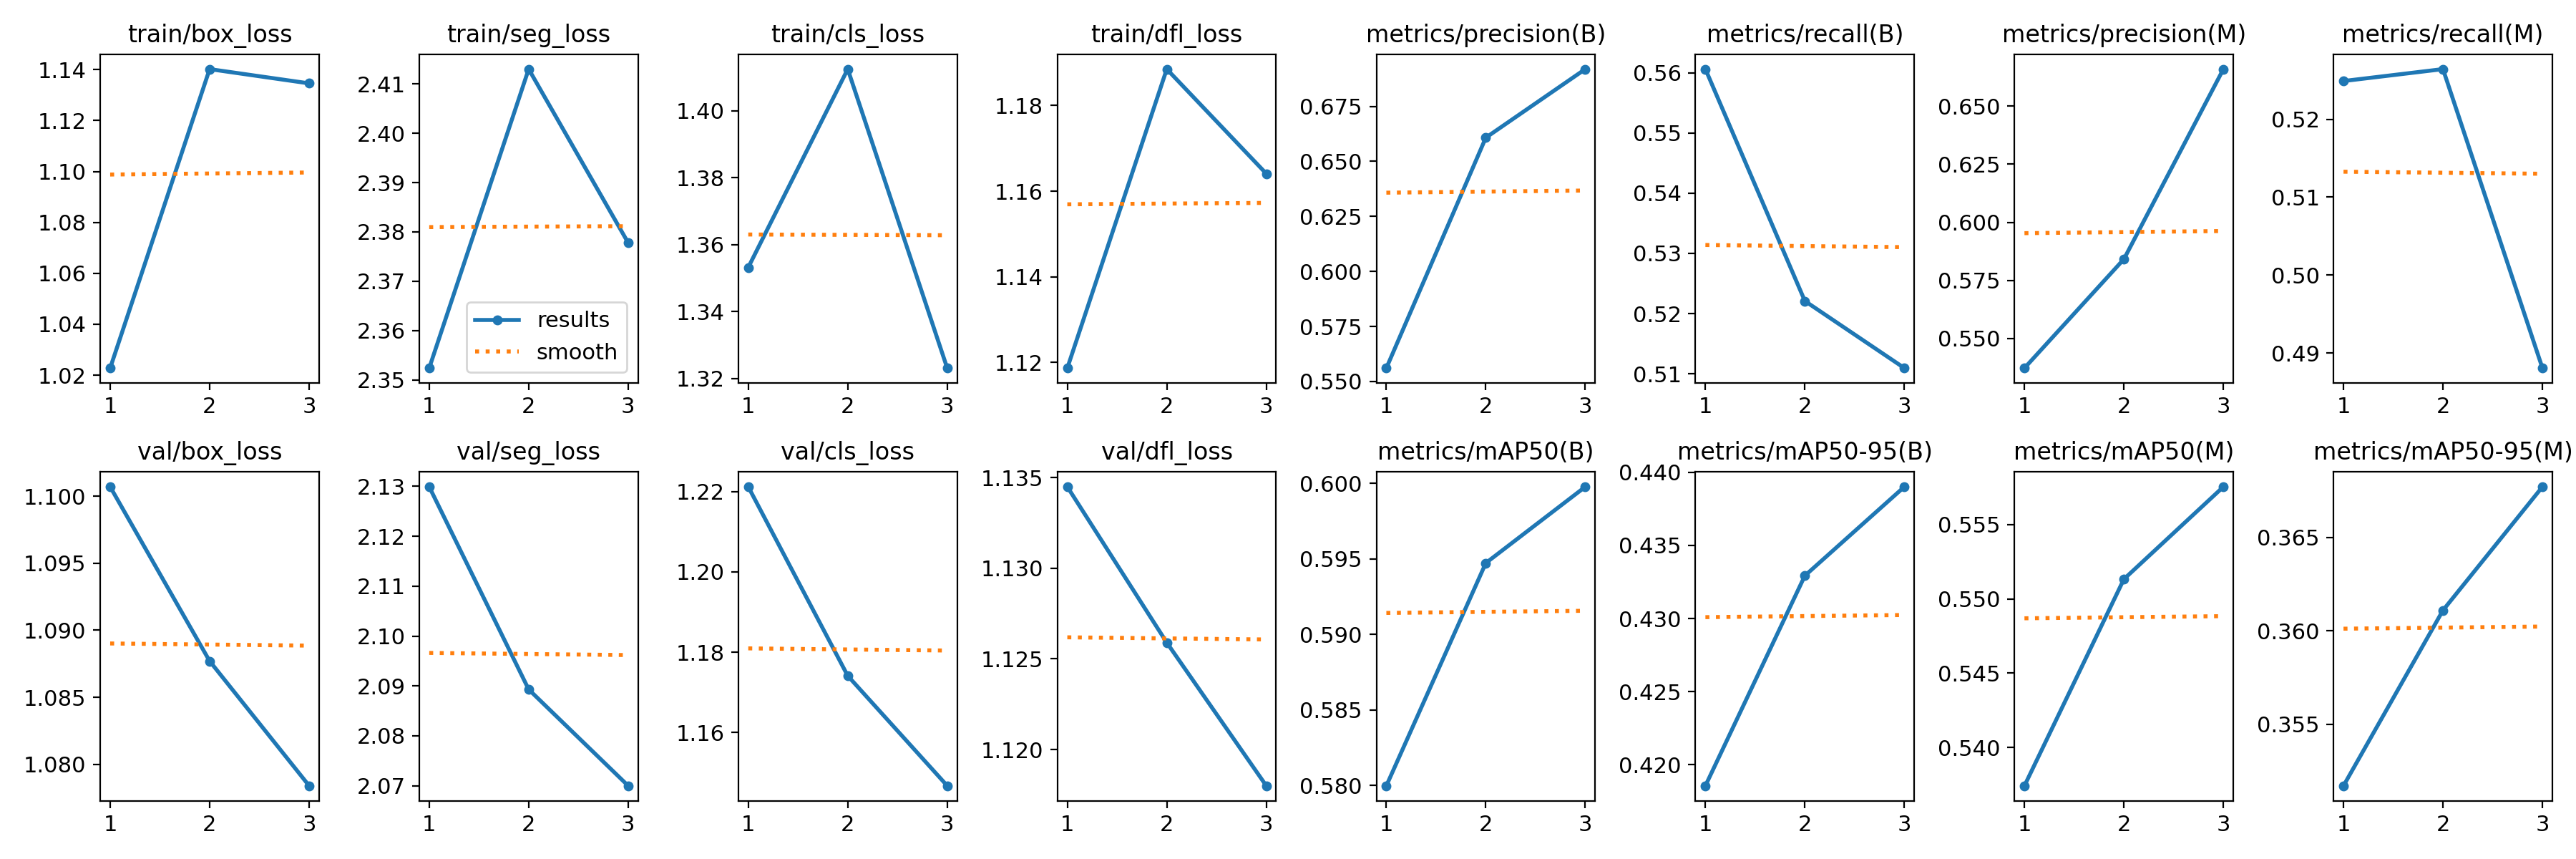 train/box_loss
1.14
1.12
1.10
1.08
1.06
1.04
1.02
1 2 3
train/seg_loss
2.41
2.40
2.39
2.38
2.37
2.36
2.35
results
smooth
1 2 3
train/cls_loss
1.40
1.38
1.36
1.34
1.32
1 2 3
train/dfl_loss
1.18
1.16
1.14
1.12
1 2 3
metrics/precision(B)
0.675
0.650
0.625
0.600
0.575
0.550
1 2 3
metrics/recall(B)
0.56
0.55
0.54
0.53
0.52
0.51
1 2 3
metrics/precision(M)
0.650
0.625
0.600
0.575
0.550
1 2 3
metrics/recall(M)
0.52
0.51
0.50
0.49
1 2 3
val/box_loss
1.100
1.095
1.090
1.085
1.080
1 2 3
val/seg_loss
2.13
2.12
2.11
2.10
2.09
2.08
2.07
1 2 3
val/cls_loss
1.22
1.20
1.18
1.16
1 2 3
val/dfl_loss
1.135
1.130
1.125
1.120
1 2 3
metrics/mAP50(B)
0.600
0.595
0.590
0.585
0.580
1 2 3
metrics/mAP50-95(B)
0.440
0.435
0.430
0.425
0.420
1 2 3
metrics/mAP50(M)
0.555
0.550
0.545
0.540
1 2 3
metrics/mAP50-95(M)
0.365
0.360
0.355
1 2 3